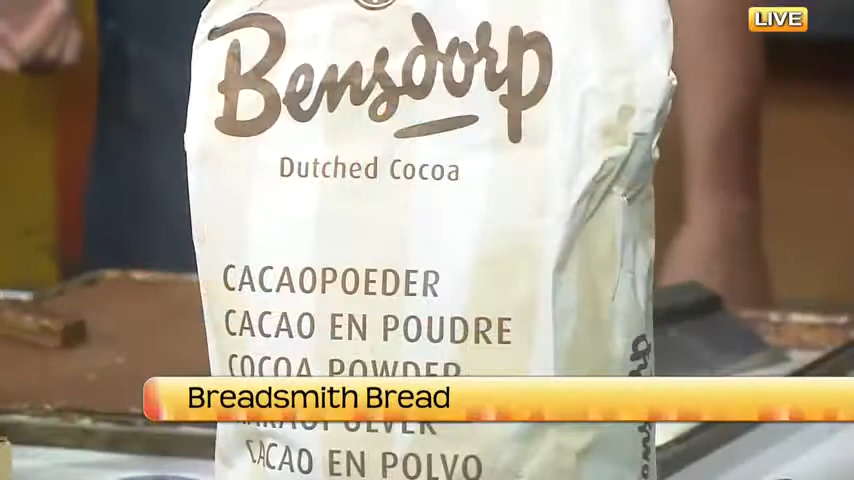 LIVE
Bensdorp
Dutched Cocoa
CACAOPOEDER
CACAO EN POUDRE
COCOA POWDER
Breadsmith Bread
CACAO EN POLVO